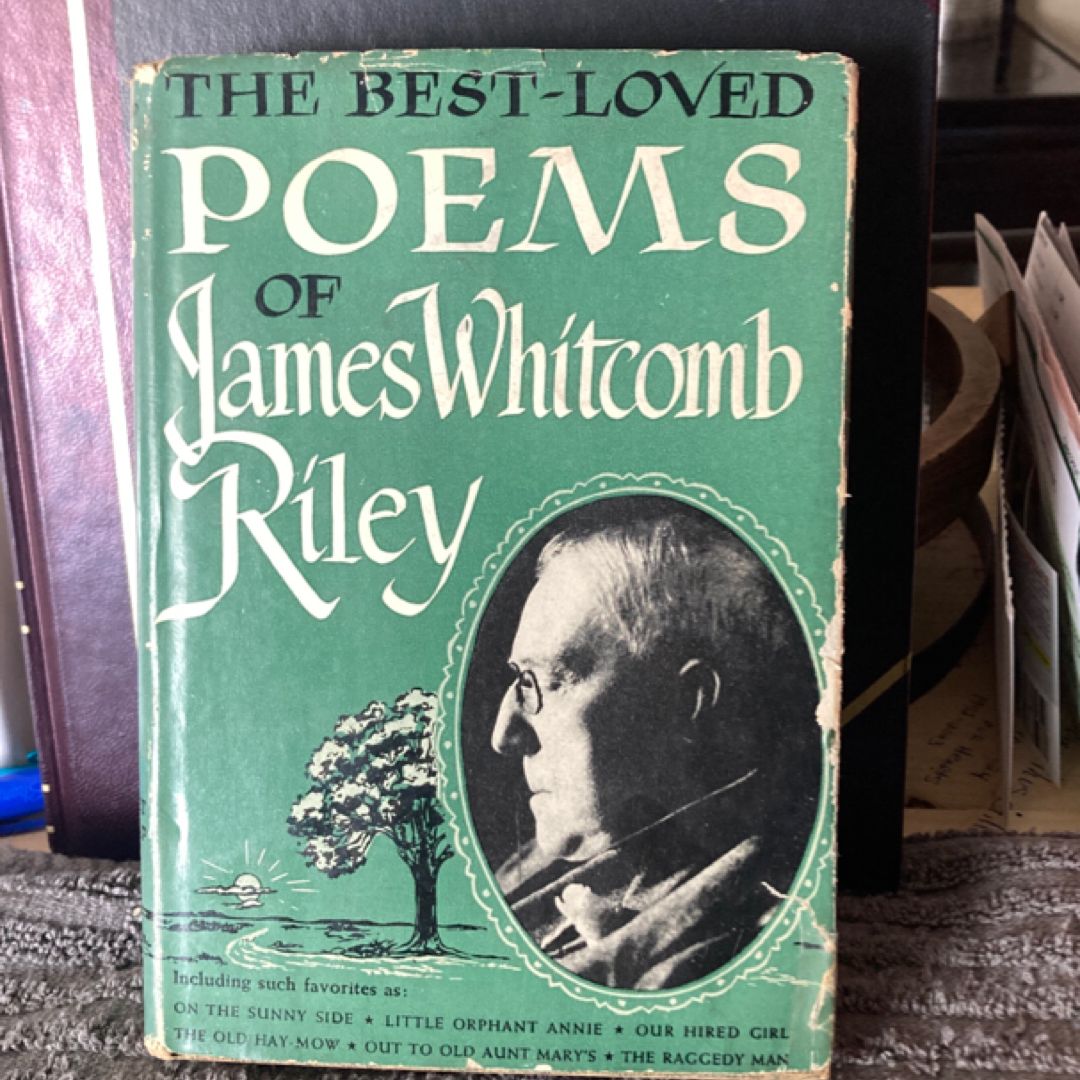 THE BEST-LOVED
POEMS
OF
James Whitcomb
Riley
Including such favorites as:
ON THE SUNNY SIDE ★ LITTLE ORPHANT ANNIE ★ OUR HIRED GIRL
THE OLD HAY-MOW ★ OUT TO OLD AUNT MARY'S ★ THE RAGGEDY MAN